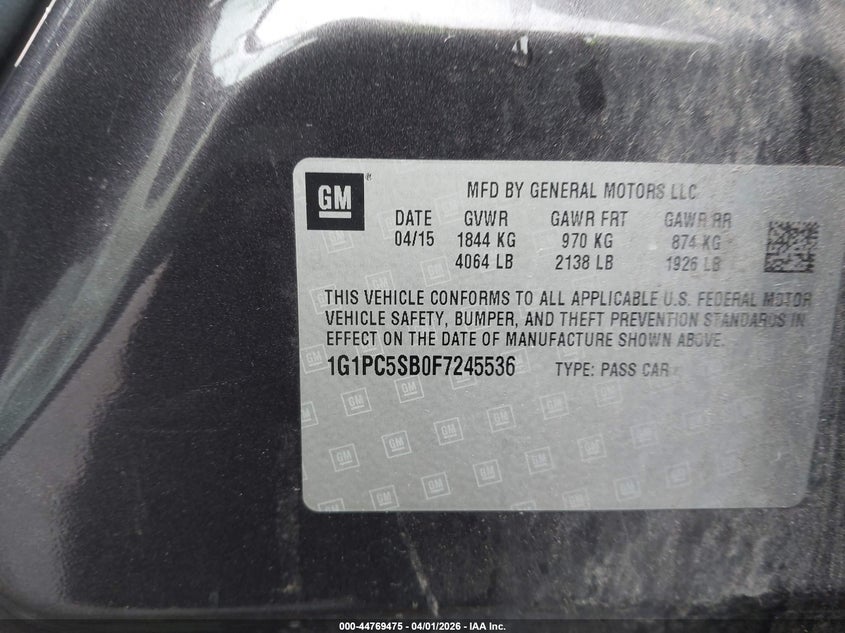 GM
MFD BY GENERAL MOTORS LLC
DATE GVWR GAWR FRT GAWR RR
04/15 1844 KG 970 KG 874 KG
4064 LB 2138 LB 1926 LB
THIS VEHICLE CONFORMS TO ALL APPLICABLE U.S. FEDERAL MOTOR
VEHICLE SAFETY, BUMPER, AND THEFT PREVENTION STANDARDS IN
EFFECT ON THE DATE OF MANUFACTURE SHOWN ABOVE.
1G1PC5SB0F7245536 TYPE: PASS CAR
000-44769475 - 04/01/2026 - IAA Inc.